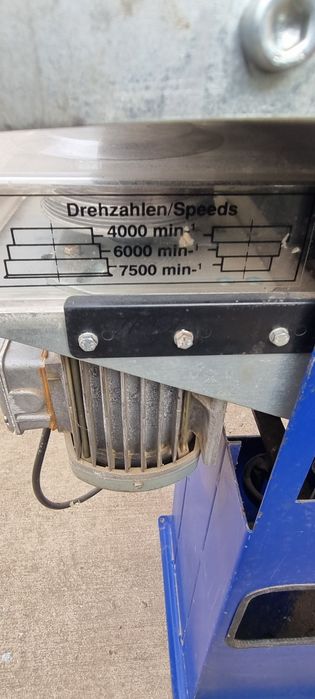 Drehzahlen/Speeds
4000 min-¹
6000 min-¹
7500 min-¹